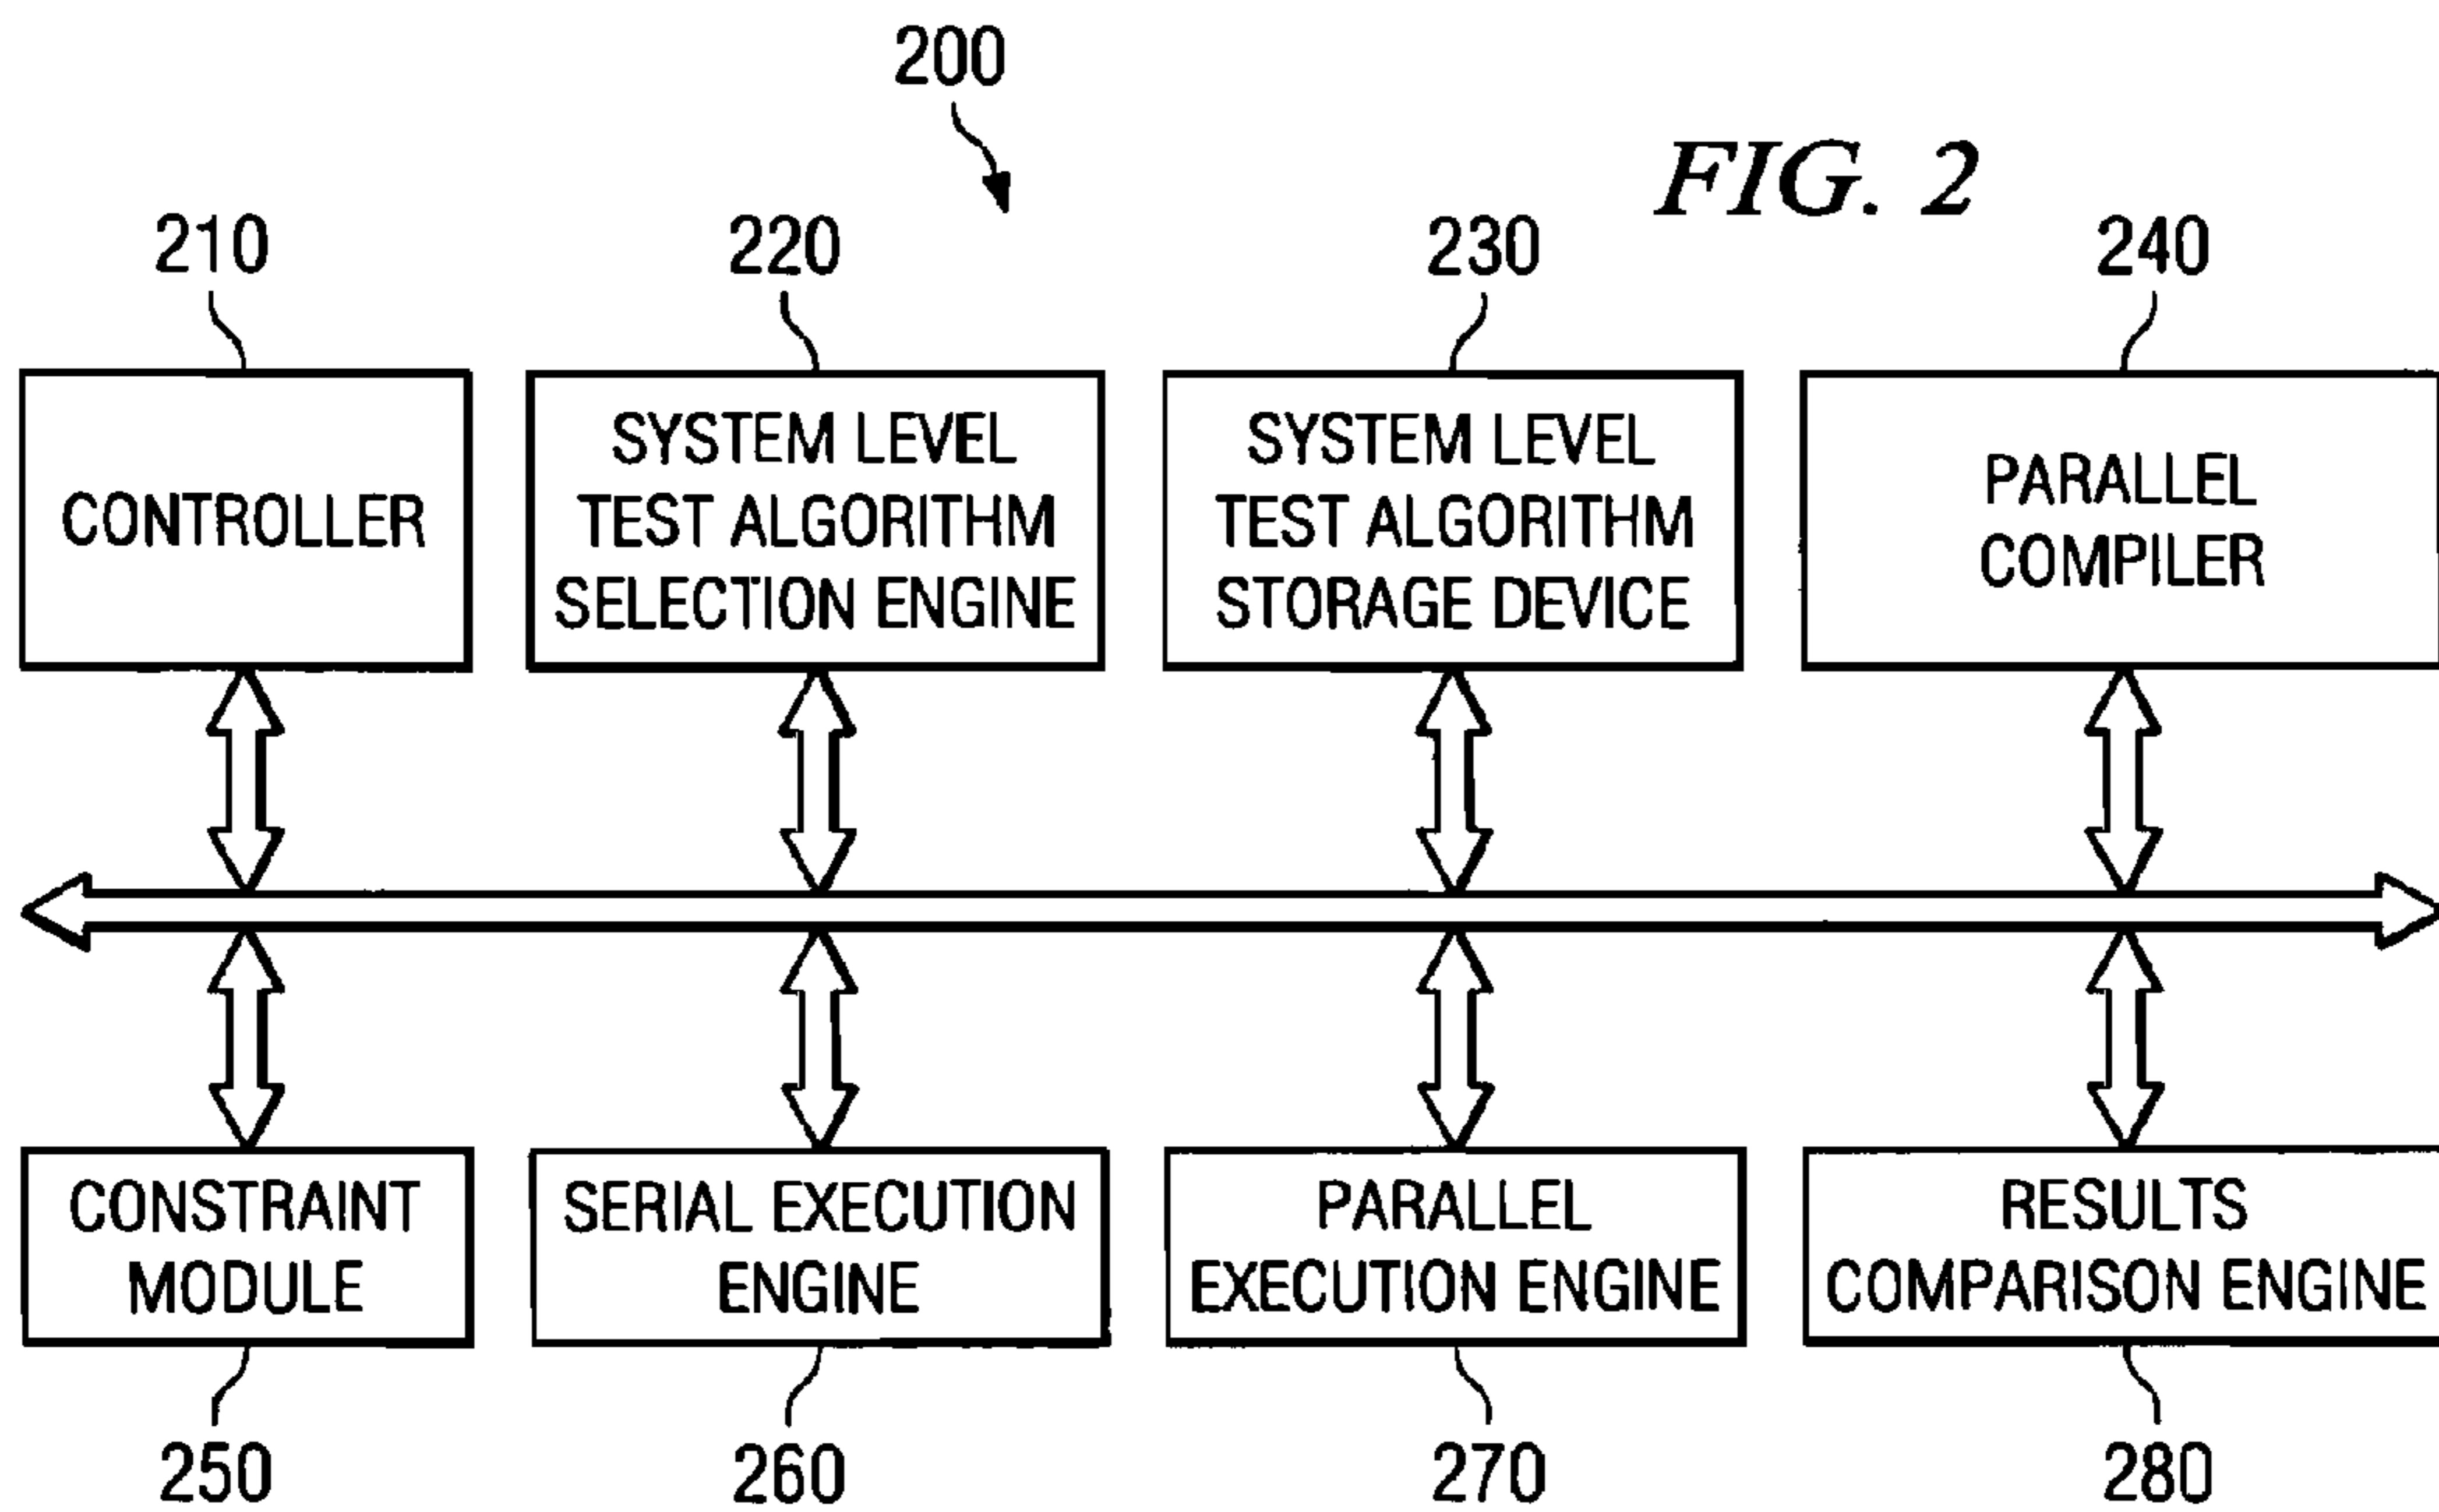 200
FIG. 2
210
220
230
240
CONTROLLER
SYSTEM LEVEL
TEST ALGORITHM
SELECTION ENGINE
SYSTEM LEVEL
TEST ALGORITHM
STORAGE DEVICE
PARALLEL
COMPILER
CONSTRAINT
MODULE
SERIAL EXECUTION
ENGINE
PARALLEL
EXECUTION ENGINE
RESULTS
COMPARISON ENGINE
250
260
270
280